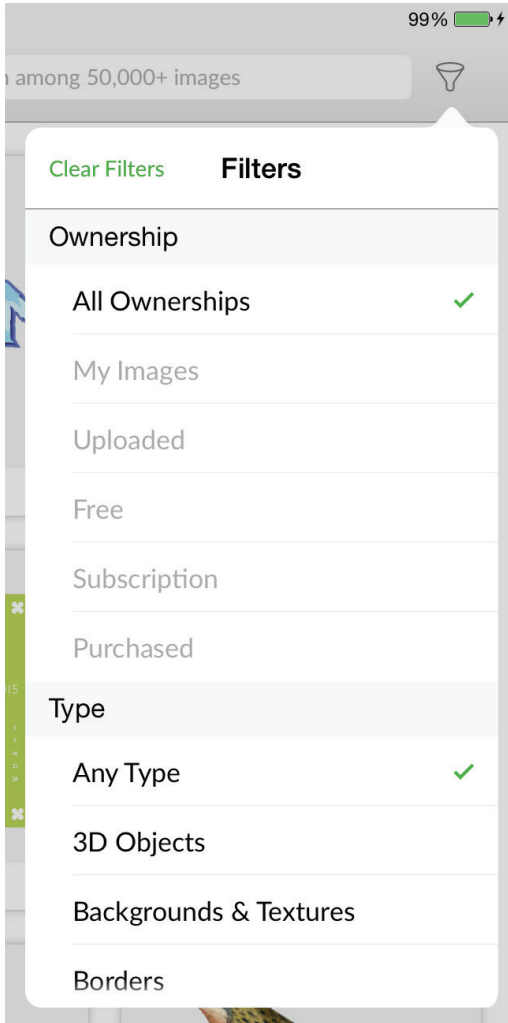 99%
among 50,000+ images
Clear Filters Filters
Ownership
All Ownerships
My Images
Uploaded
Free
Subscription
Purchased
Type
Any Type
3D Objects
Backgrounds & Textures
Borders